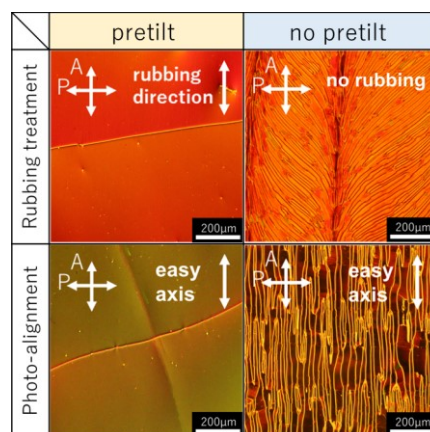 pretilt
no pretilt
Rubbing treatment
A
P
rubbing
direction
200μm
A
P
no rubbing
200μm
Photo-alignment
A
P
easy
axis
200μm
A
P
easy
axis
200μm